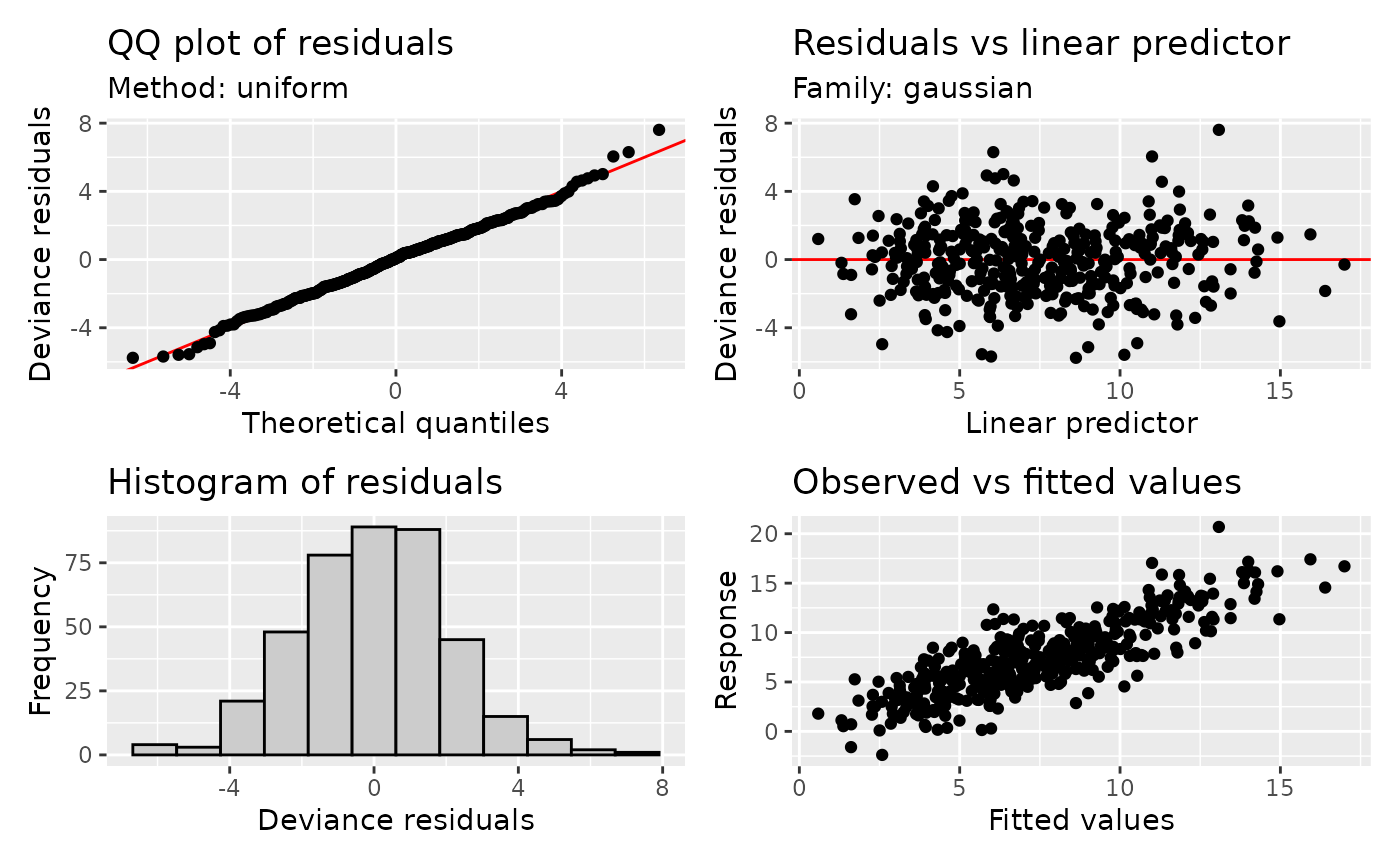 QQ plot of residuals
Method: uniform
Deviance residuals
8
4
0
-4
-4
0
4
Theoretical quantiles
Residuals vs linear predictor
Family: gaussian
Deviance residuals
8
4
0
-4
0
5
10
15
Linear predictor
Histogram of residuals
Frequency
75
50
25
0
-4
0
4
8
Deviance residuals
Observed vs fitted values
Response
20
15
10
5
0
0
5
10
15
Fitted values